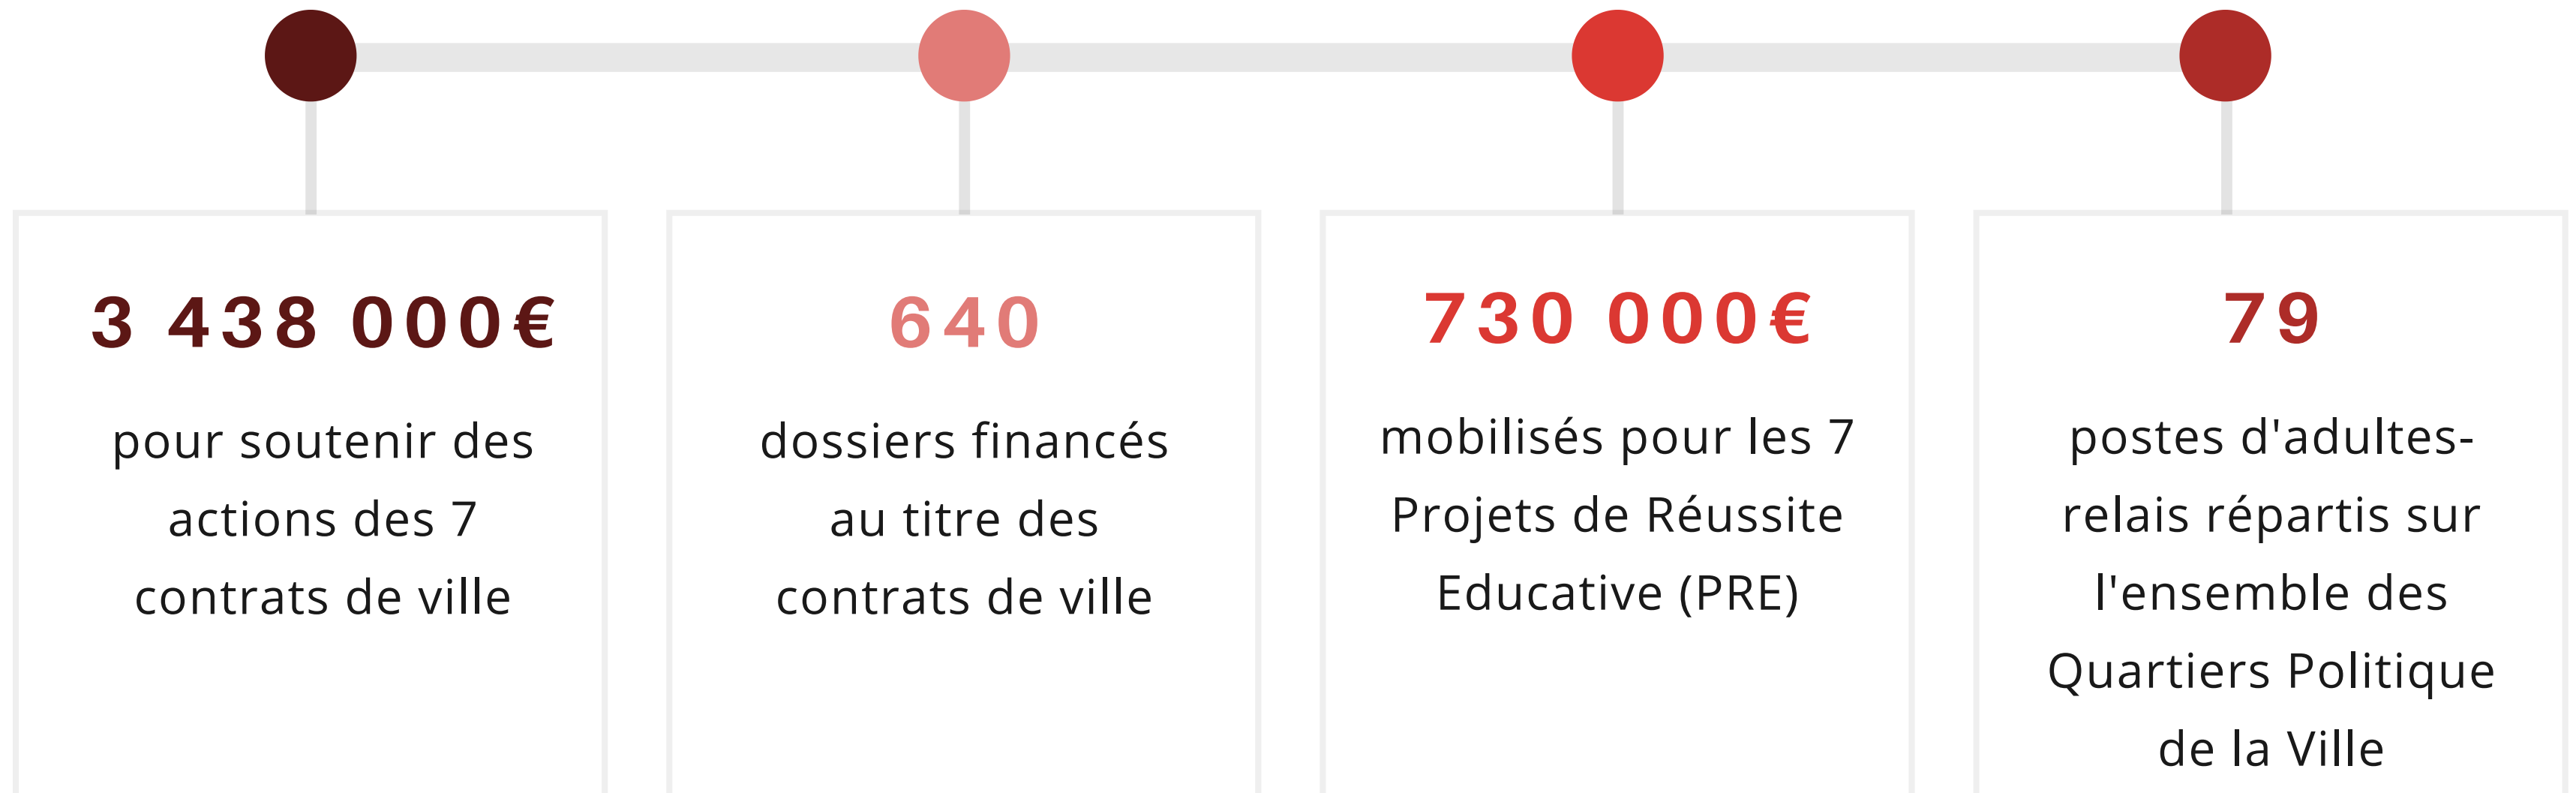 3 438 000€
pour soutenir des
actions des 7
contrats de ville
640
dossiers financés
au titre des
contrats de ville
730 000€
mobilisés pour les 7
Projets de Réussite
Educative (PRE)
79
postes d'adultes-
relais répartis sur
l'ensemble des
Quartiers Politique
de la Ville